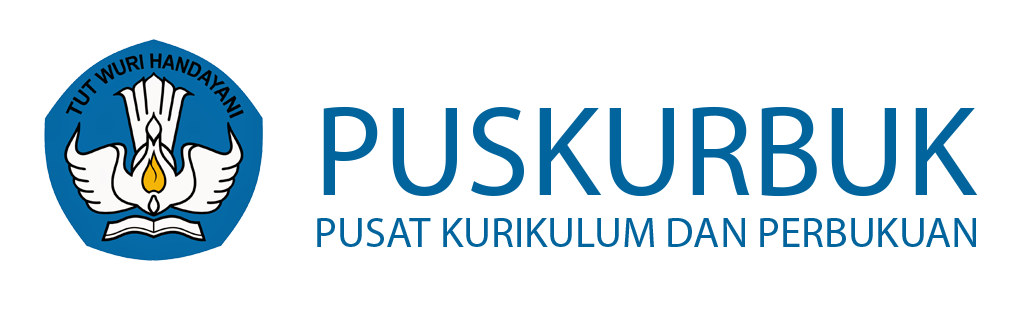 TUT WURI HANDAYANI
PUSKURBUK
PUSAT KURIKULUM DAN PERBUKUAN